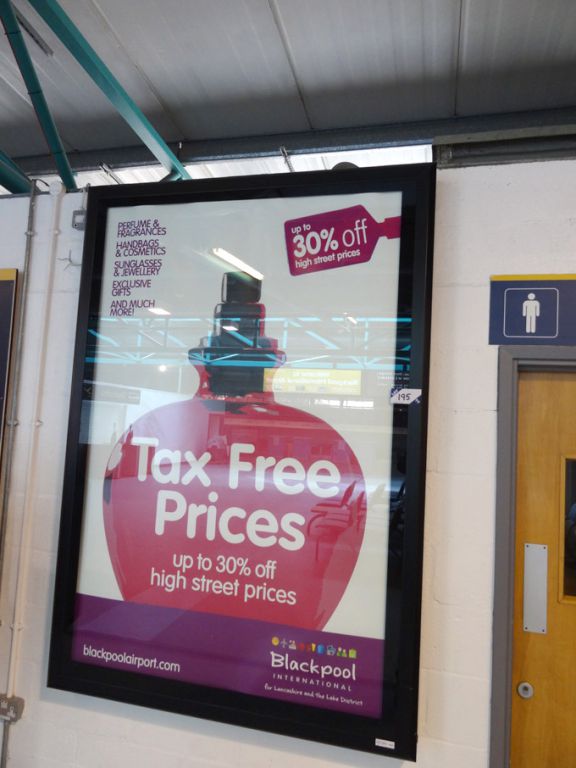 PERFUME &
FRAGRANCES
HANDBAGS
& COSMETICS
SUNGLASSES
& JEWELLERY
EXCLUSIVE
GIFTS
AND MUCH
MORE!
up to
30% off
high street prices
195
Tax Free
Prices
up to 30% off
high street prices
blackpoolairport.com
Blackpool
INTERNATIONAL
for Lancashire and the Lake District